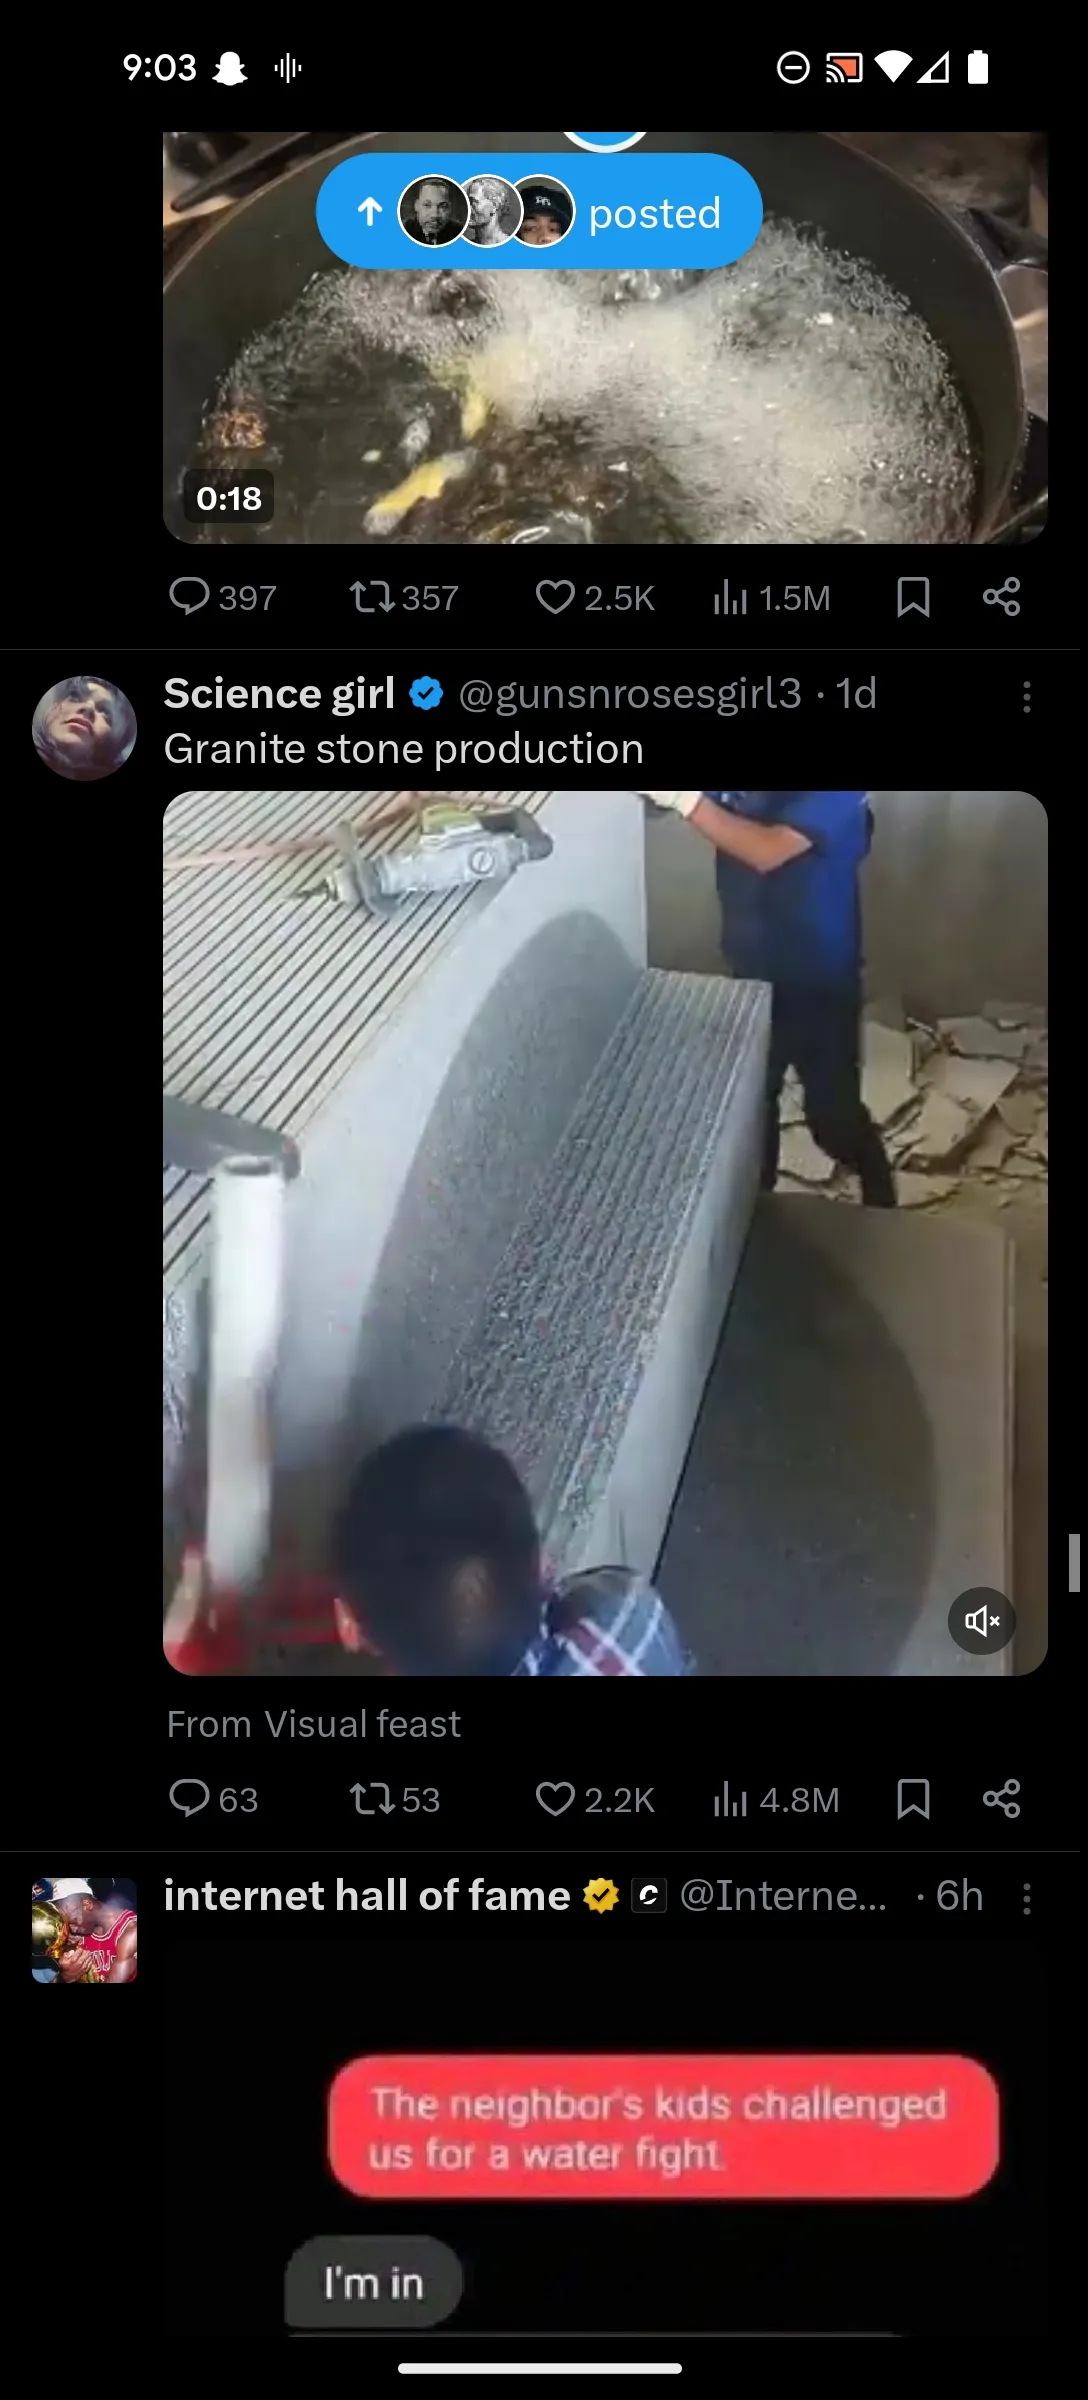 9:03
posted
0:18
397 357 2.5K 1.5M
Science girl @gunsnrosesgirl3 · 1d
Granite stone production
From Visual feast
63 53 2.2K 4.8M
internet hall of fame @Interne... · 6h
The neighbor's kids challenged
us for a water fight.
I'm in